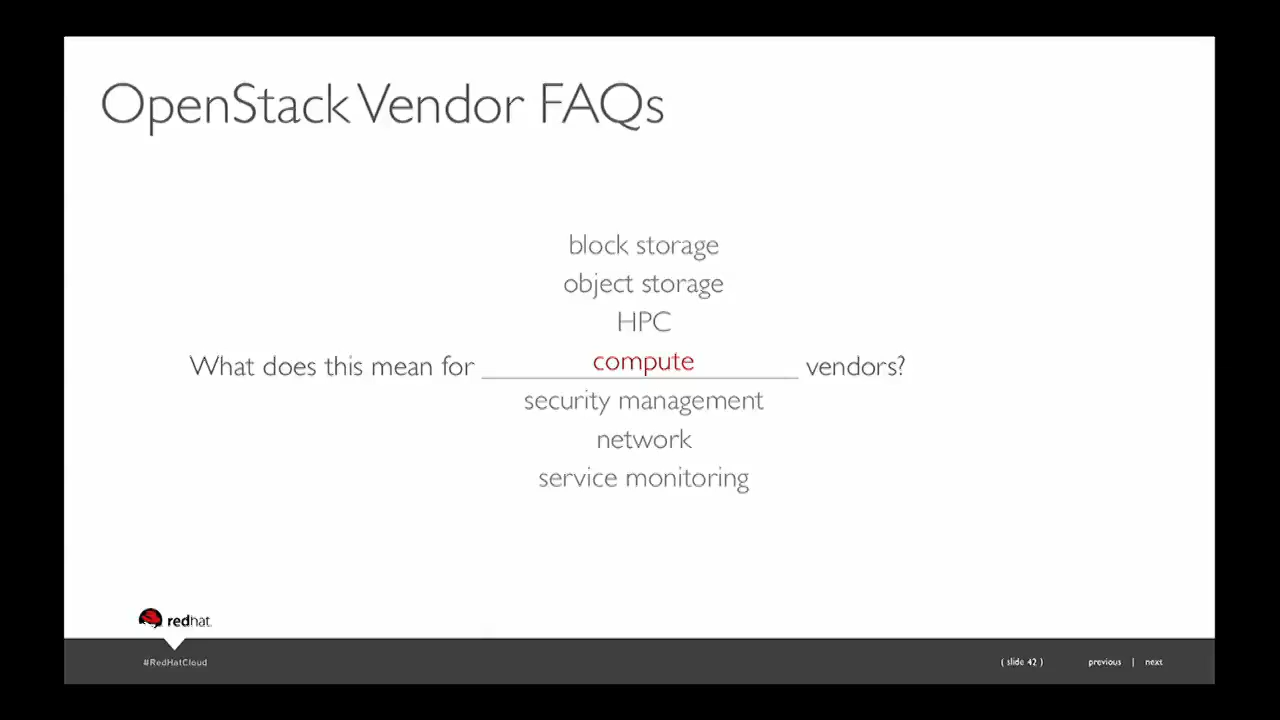 OpenStack Vendor FAQs
block storage
object storage
HPC
What does this mean for compute vendors?
security management
network
service monitoring
redhat.
#RedHatCloud
( slide 42 ) previous | next